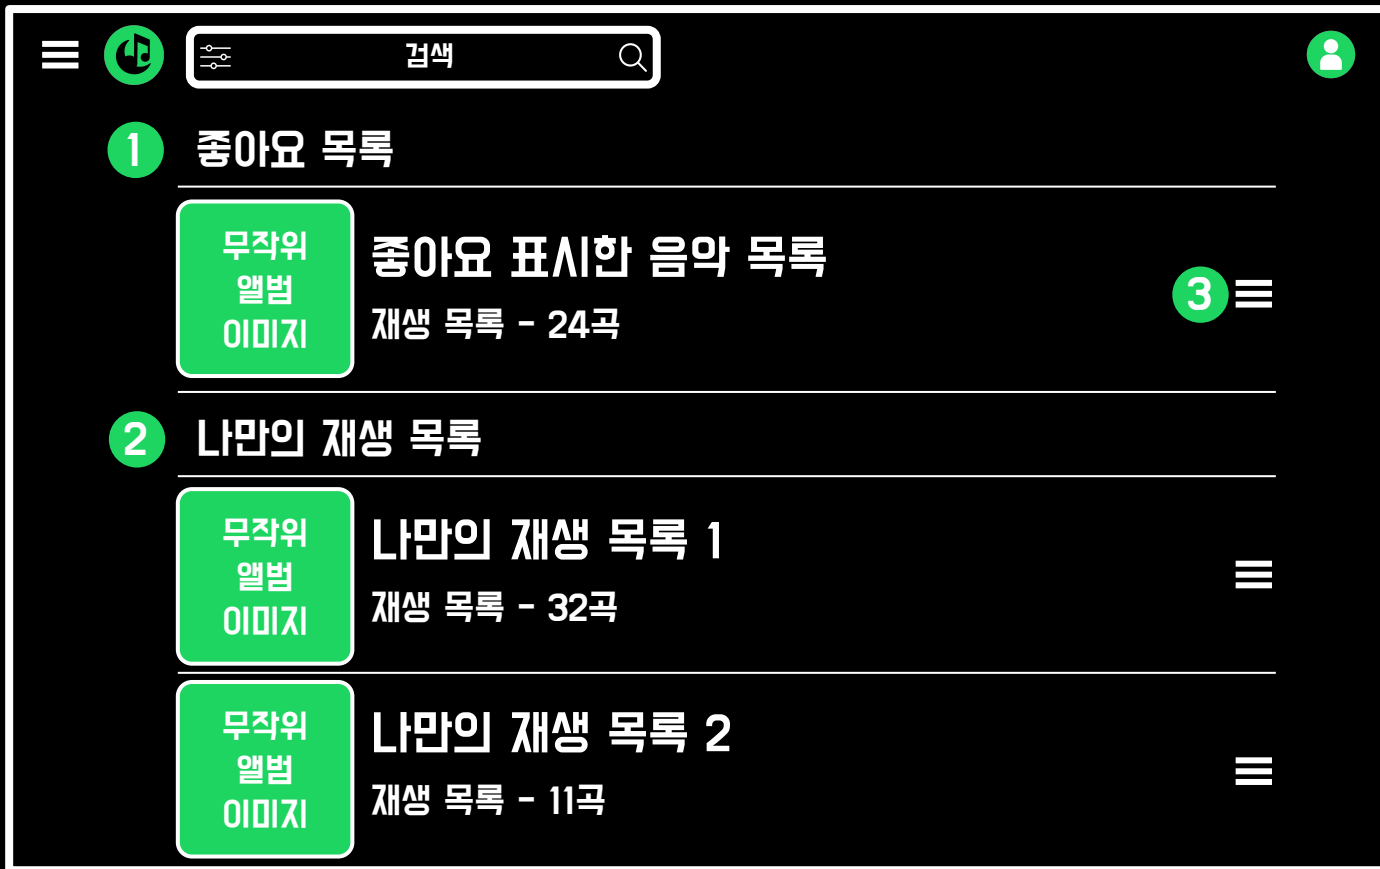 검색
1 좋아요 목록
무작위
앨범
이미지
좋아요 표시한 음악 목록
재생 목록 - 24곡
3
2 나만의 재생 목록
무작위
앨범
이미지
나만의 재생 목록 1
재생 목록 - 32곡
무작위
앨범
이미지
나만의 재생 목록 2
재생 목록 - 11곡